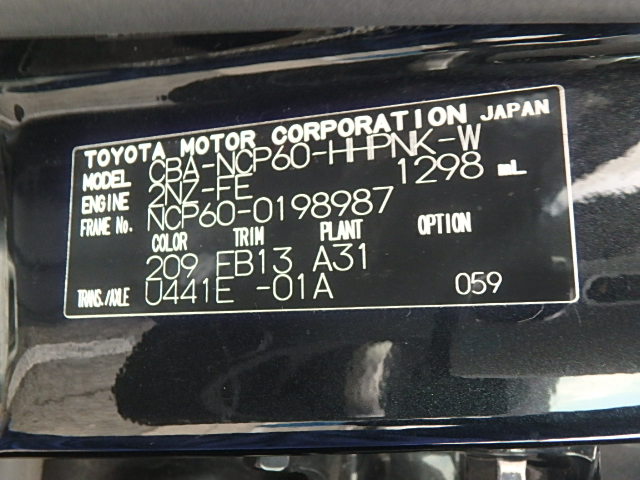 TOYOTA MOTOR CORPORATION JAPAN
MODEL CBA-NCP60-HHPNK-W
ENGINE 2NZ-FE 1298 mL
FRAME No. NCP60-0198987
COLOR TRIM PLANT OPTION
209 EB13 A31
TRANS./AXLE U441E -01A 059